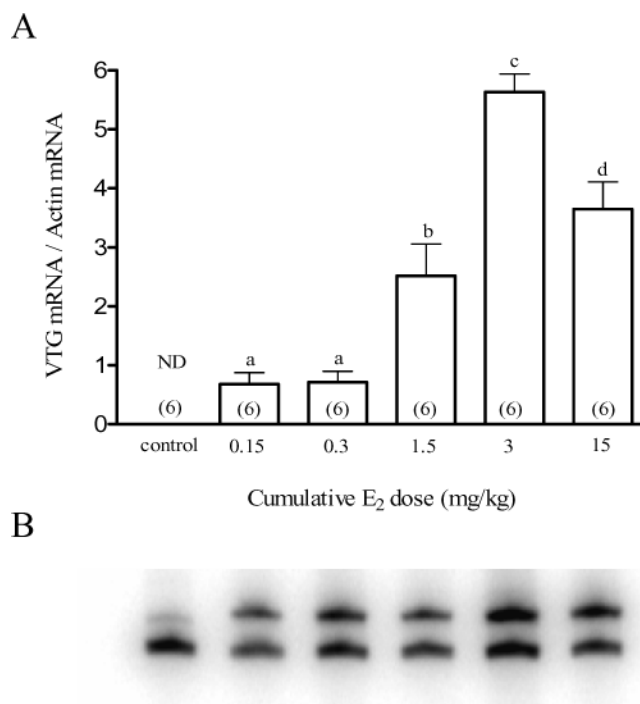 A
VTG mRNA / Actin mRNA
6
5
4
3
2
1
0
c
d
b
ND
a a
(6) (6) (6) (6) (6) (6)
control 0.15 0.3 1.5 3 15
Cumulative E₂ dose (mg/kg)
B